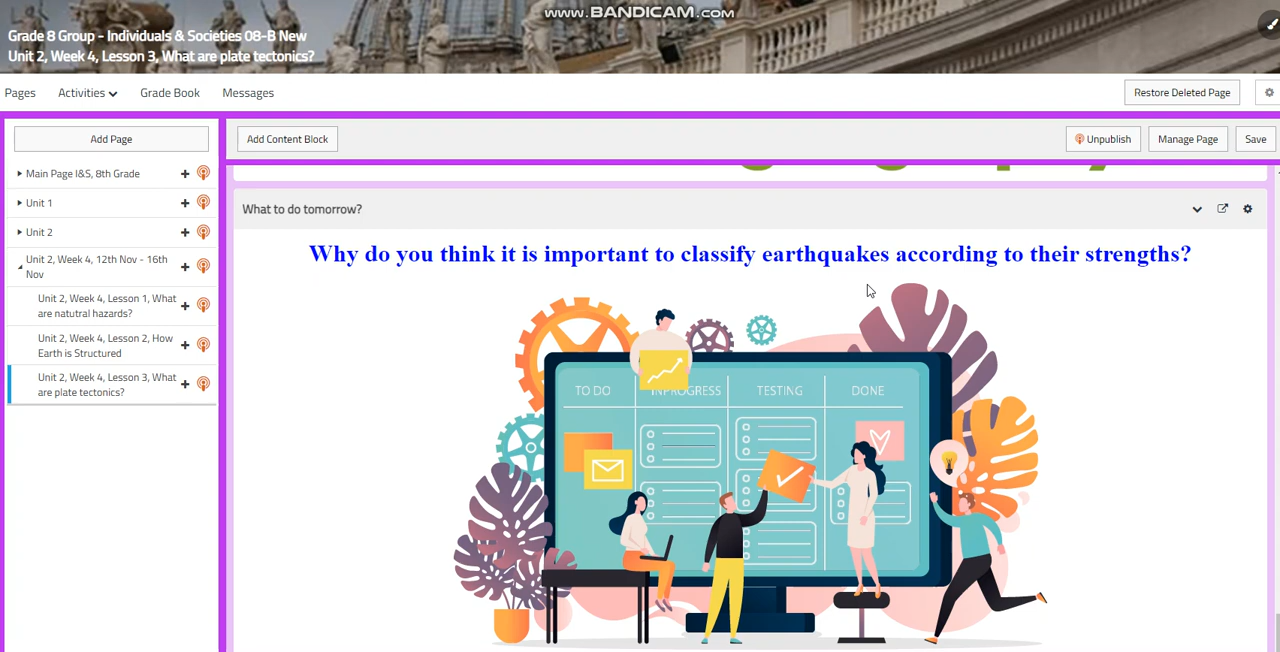 www.BANDICAM.com
Grade 8 Group - Individuals & Societies 08-B New
Unit 2, Week 4, Lesson 3, What are plate tectonics?
Pages
Activities
Grade Book
Messages
Restore Deleted Page
Add Page
Add Content Block
Unpublish
Manage Page
Save
Main Page I&S, 8th Grade
Unit 1
Unit 2
Unit 2, Week 4, 12th Nov - 16th
Nov
Unit 2, Week 4, Lesson 1, What
are natutral hazards?
Unit 2, Week 4, Lesson 2, How
Earth is Structured
Unit 2, Week 4, Lesson 3, What
are plate tectonics?
What to do tomorrow?
Why do you think it is important to classify earthquakes according to their strengths?
TO DO
INPROGRESS
TESTING
DONE